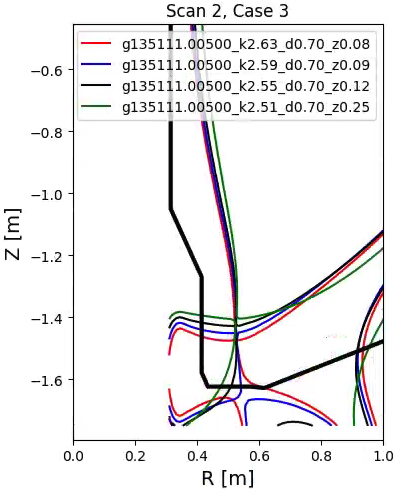 Scan 2, Case 3
g135111.00500_k2.63_d0.70_z0.08
g135111.00500_k2.59_d0.70_z0.09
g135111.00500_k2.55_d0.70_z0.12
g135111.00500_k2.51_d0.70_z0.25
−0.6
−0.8
−1.0
−1.2
−1.4
−1.6
Z [m]
0.0 0.2 0.4 0.6 0.8 1.0
R [m]